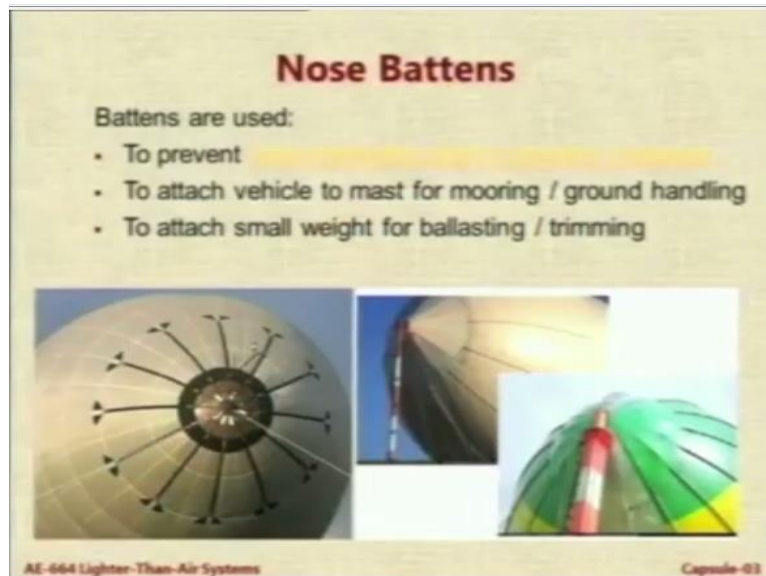 Nose Battens
Battens are used:
• To prevent
• To attach vehicle to mast for mooring / ground handling
• To attach small weight for ballasting / trimming
AE-664 Lighter-Than-Air Systems
Capsule-03